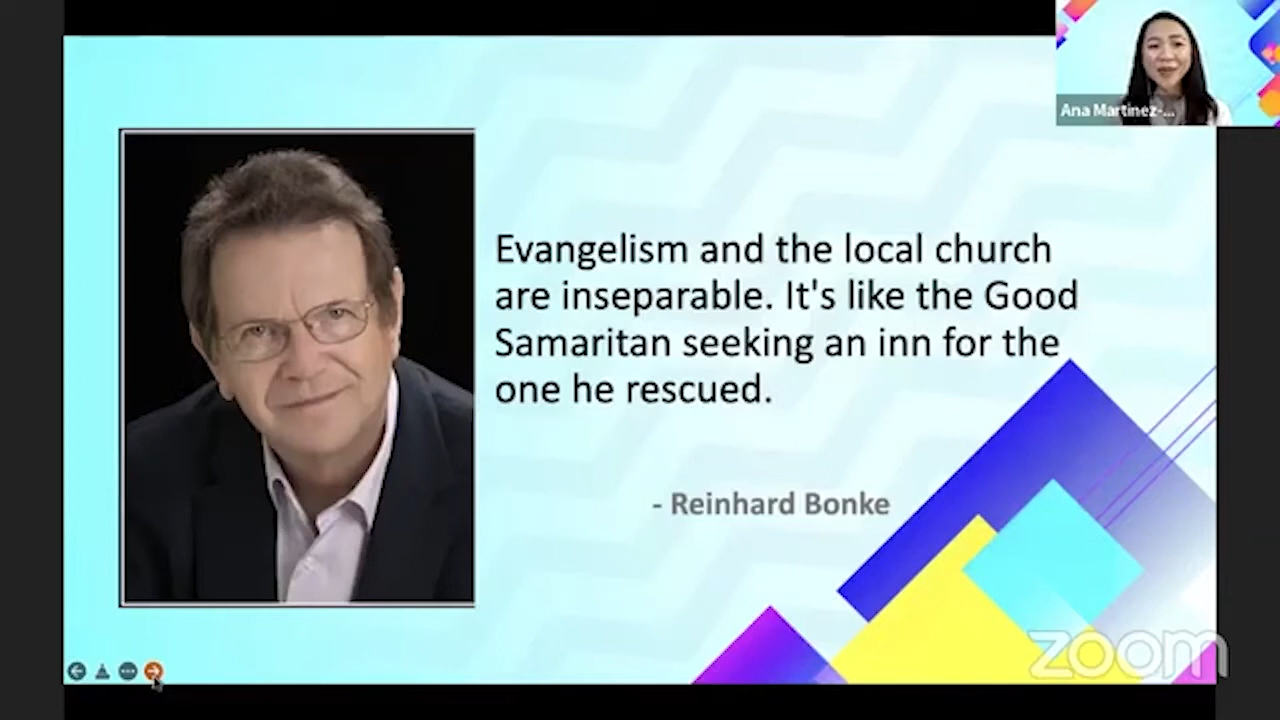 Ana Martinez-...
Evangelism and the local church
are inseparable. It's like the Good
Samaritan seeking an inn for the
one he rescued.
- Reinhard Bonke
zoom